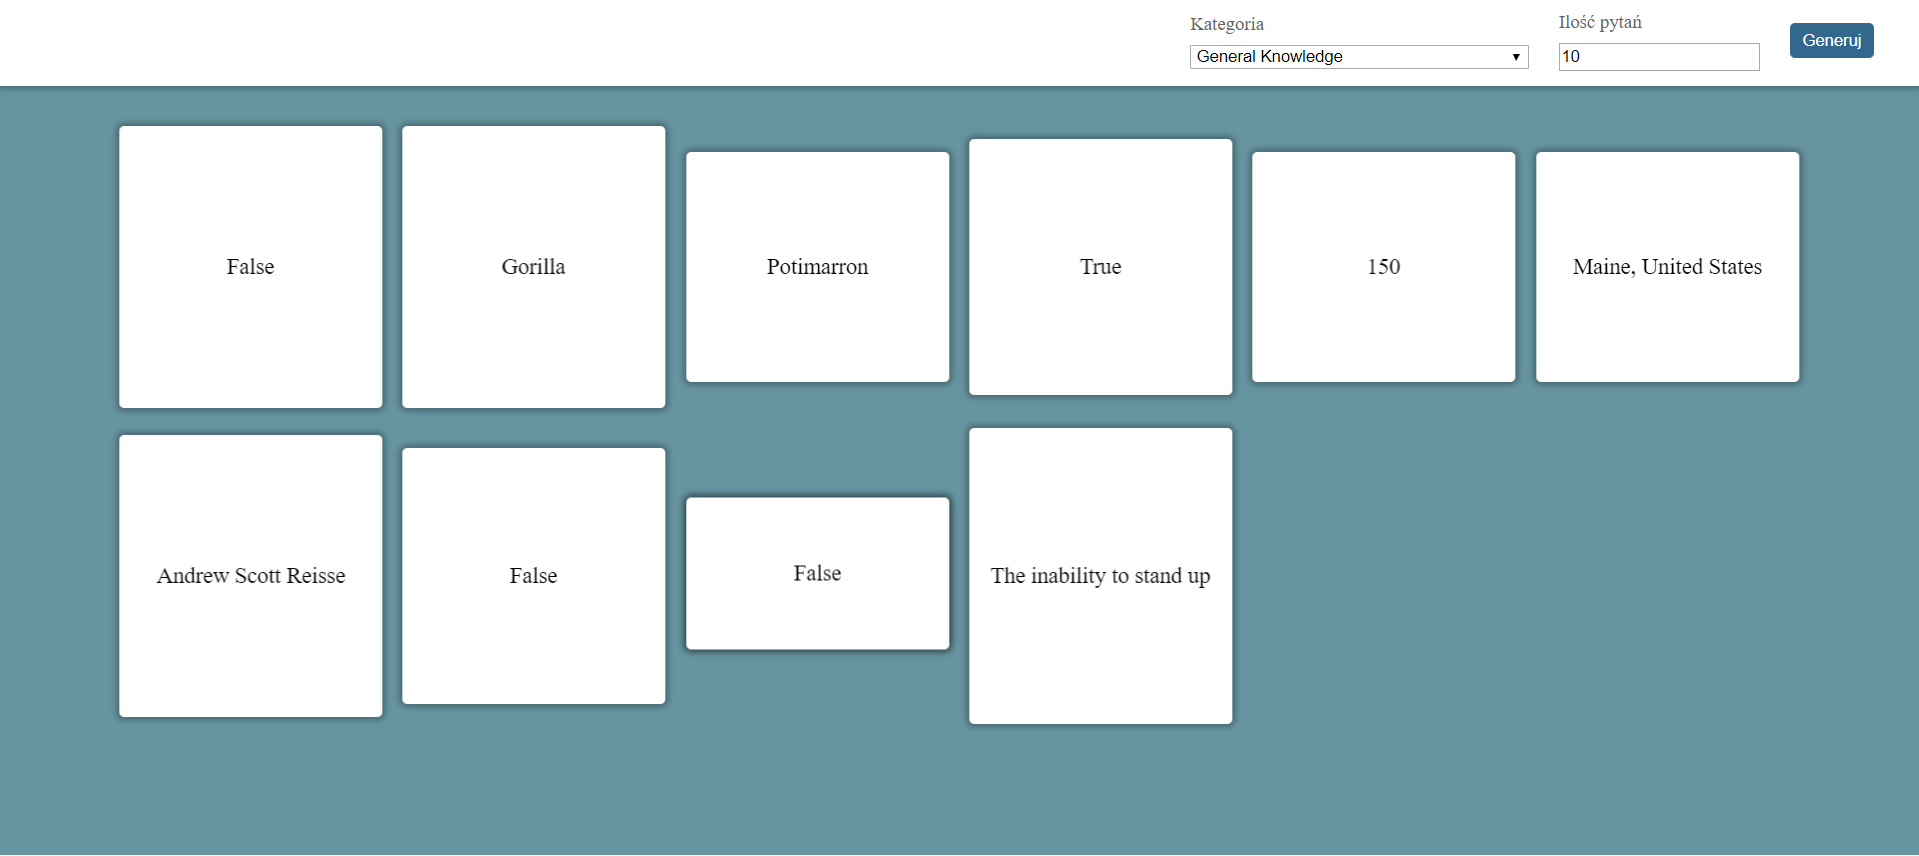 Kategoria
Ilość pytań
General Knowledge
10
Generuj
False
Gorilla
Potimarron
True
150
Maine, United States
Andrew Scott Reisse
False
False
The inability to stand up